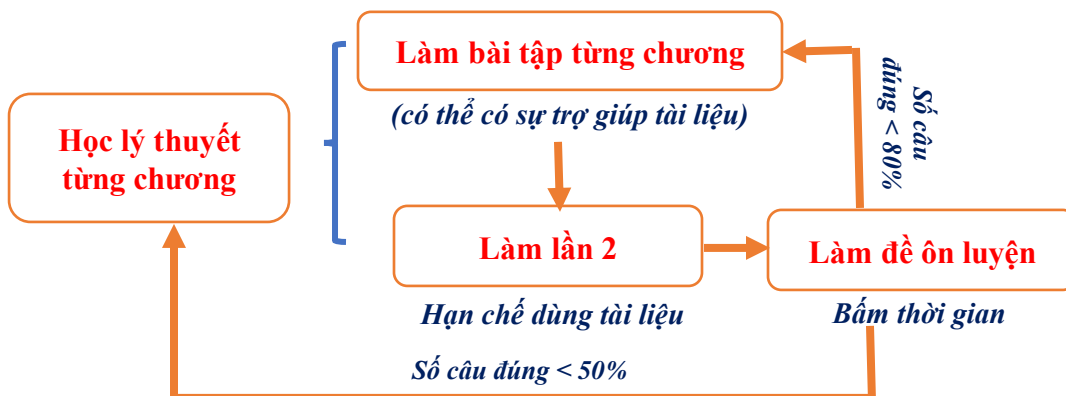 Làm bài tập từng chương
(có thể có sự trợ giúp tài liệu)
Học lý thuyết
từng chương
Số câu
đúng < 80%
Làm lần 2
Làm đề ôn luyện
Hạn chế dùng tài liệu
Bấm thời gian
Số câu đúng < 50%